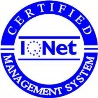 CERTIFIED
IQNet
MANAGEMENT SYSTEM